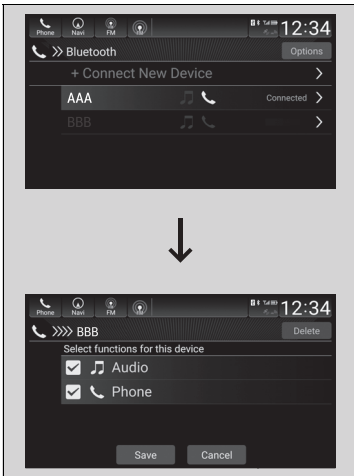 Phone Navi FM 12:34
Bluetooth Options
+ Connect New Device
AAA Connected
BBB
Phone Navi FM 12:34
BBB Delete
Select functions for this device
Audio
Phone
Save Cancel